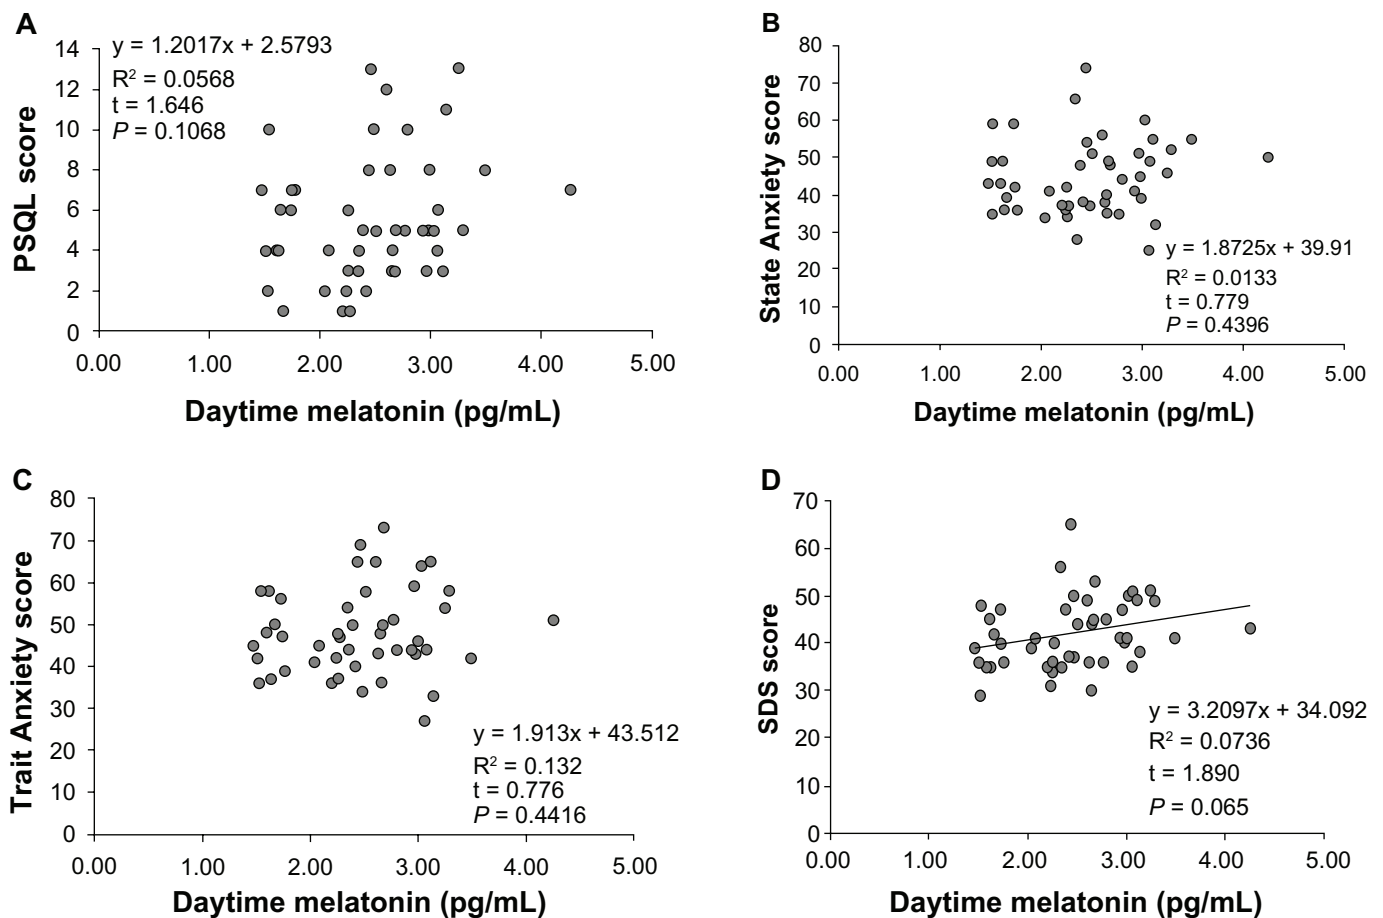 A
y = 1.2017x + 2.5793
R² = 0.0568
t = 1.646
P = 0.1068
PSQL score
14
12
10
8
6
4
2
0
0.00 1.00 2.00 3.00 4.00 5.00
Daytime melatonin (pg/mL)
B
State Anxiety score
80
70
60
50
40
30
20
10
0
y = 1.8725x + 39.91
R² = 0.0133
t = 0.779
P = 0.4396
0.00 1.00 2.00 3.00 4.00 5.00
Daytime melatonin (pg/mL)
C
Trait Anxiety score
80
70
60
50
40
30
20
10
0
y = 1.913x + 43.512
R² = 0.132
t = 0.776
P = 0.4416
0.00 1.00 2.00 3.00 4.00 5.00
Daytime melatonin (pg/mL)
D
SDS score
70
60
50
40
30
20
10
0
y = 3.2097x + 34.092
R² = 0.0736
t = 1.890
P = 0.065
0.00 1.00 2.00 3.00 4.00 5.00
Daytime melatonin (pg/mL)